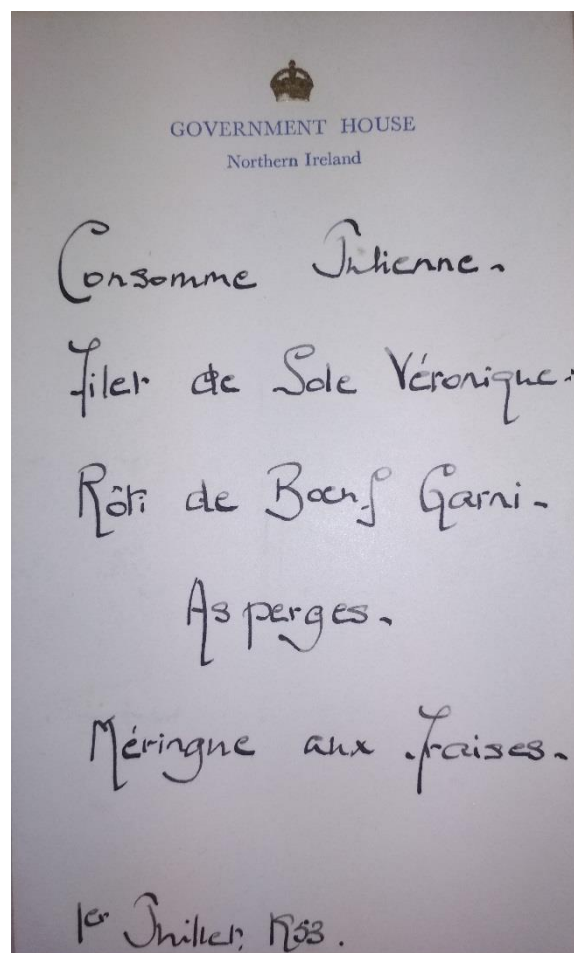 GOVERNMENT HOUSE
Northern Ireland
Consomme Julienne.
Filet de Sole Véronique.
Rôti de Bœuf Garni.
Asperges.
Méringue aux Fraises.
1er Juillet, 1953.